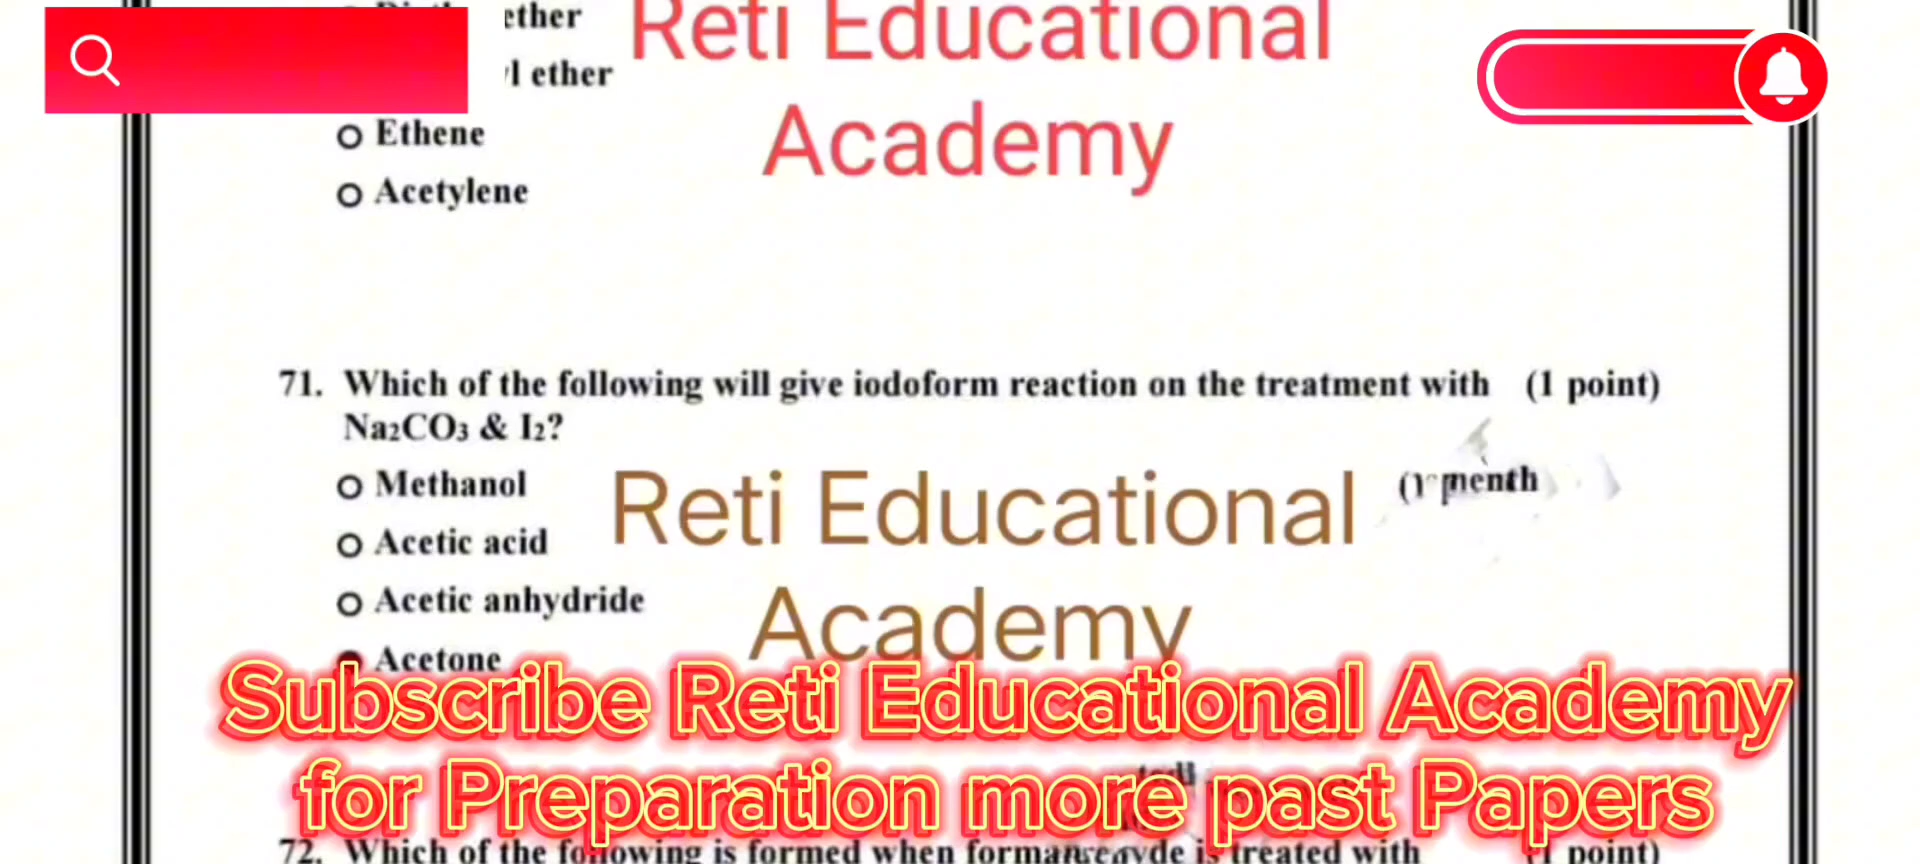 ether
Reti Educational
l ether
Academy
Ethene
Acetylene
71. Which of the following will give iodoform reaction on the treatment with (1 point)
Na₂CO₃ & I₂?
Methanol
Reti Educational
Acetic acid
Acetic anhydride
Academy
Acetone
Subscribe Reti Educational Academy
for Preparation more past Papers
72. Which of the following is formed when is treated with point)